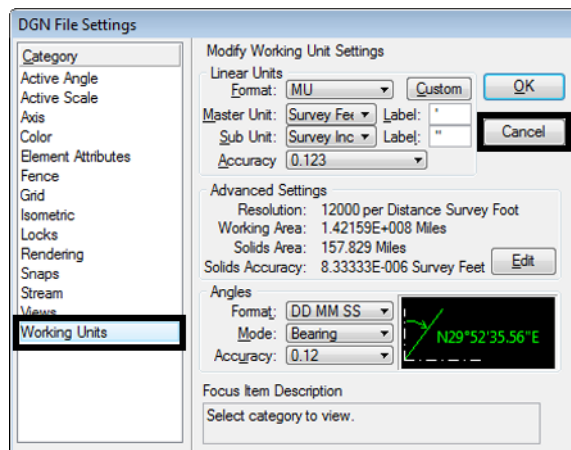 DGN File Settings
Category
Active Angle
Active Scale
Axis
Color
Element Attributes
Fence
Grid
Isometric
Locks
Rendering
Snaps
Stream
Views
Working Units
Modify Working Unit Settings
Linear Units
Format: MU Custom
Master Unit: Survey Fee Label: '
Sub Unit: Survey Inc Label: "
Accuracy 0.123
Advanced Settings
Resolution: 12000 per Distance Survey Foot
Working Area: 1.42159E+008 Miles
Solids Area: 157.829 Miles
Solids Accuracy: 8.33333E-006 Survey Feet Edit
Angles
Format: DD MM SS
Mode: Bearing
Accuracy: 0.12
N29°52'35.56"E
Focus Item Description
Select category to view.
OK
Cancel